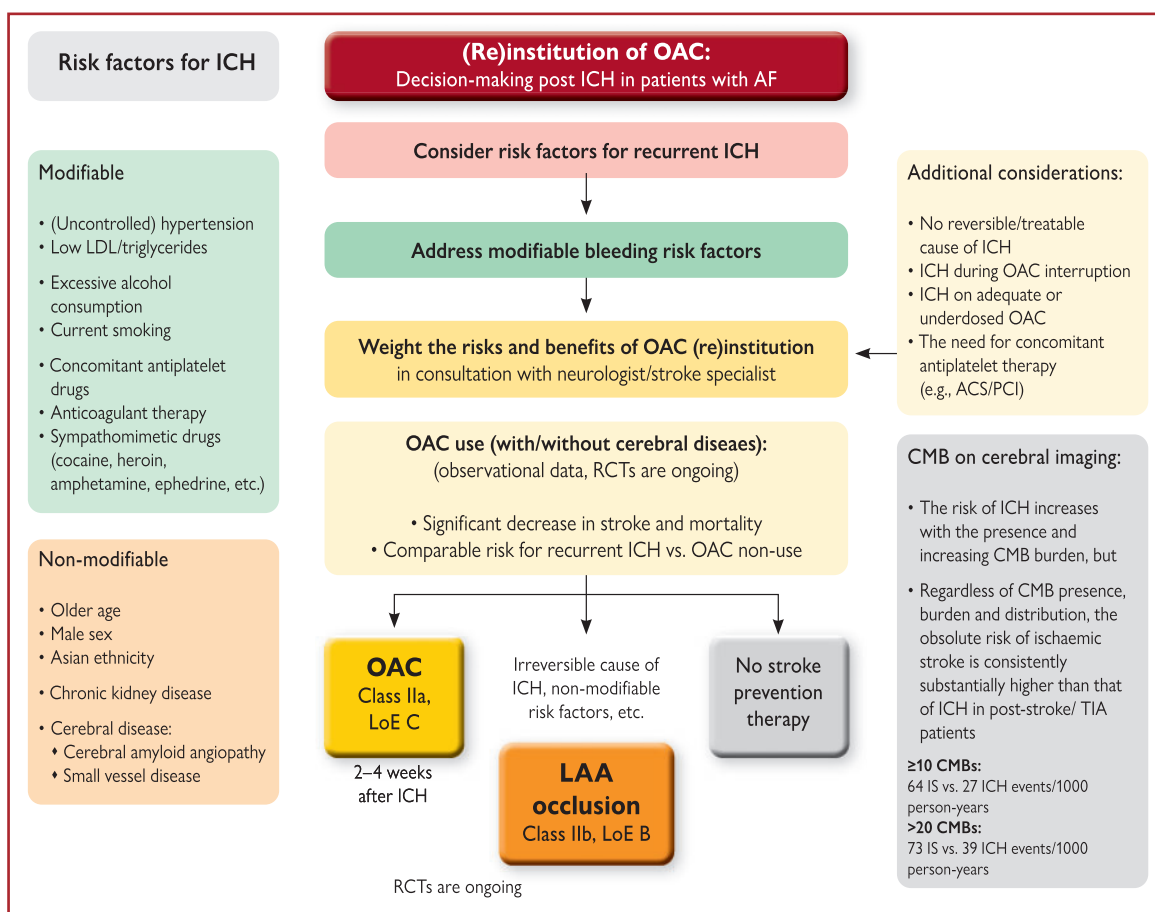 Risk factors for ICH
(Re)institution of OAC:
Decision-making post ICH in patients with AF
Consider risk factors for recurrent ICH
Address modifiable bleeding risk factors
Weight the risks and benefits of OAC (re)institution
in consultation with neurologist/stroke specialist
OAC use (with/without cerebral diseaes):
(observational data, RCTs are ongoing)
• Significant decrease in stroke and mortality
• Comparable risk for recurrent ICH vs. OAC non-use
OAC
Class IIa,
LoE C
2–4 weeks
after ICH
Irreversible cause of
ICH, non-modifiable
risk factors, etc.
LAA
occlusion
Class IIb, LoE B
No stroke
prevention
therapy
RCTs are ongoing
Modifiable
• (Uncontrolled) hypertension
• Low LDL/triglycerides
• Excessive alcohol
consumption
• Current smoking
• Concomitant antiplatelet
drugs
• Anticoagulant therapy
• Sympathomimetic drugs
(cocaine, heroin,
amphetamine, ephedrine, etc.)
Non-modifiable
• Older age
• Male sex
• Asian ethnicity
• Chronic kidney disease
• Cerebral disease:
♦ Cerebral amyloid angiopathy
♦ Small vessel disease
Additional considerations:
• No reversible/treatable
cause of ICH
• ICH during OAC interruption
• ICH on adequate or
underdosed OAC
• The need for concomitant
antiplatelet therapy
(e.g., ACS/PCI)
CMB on cerebral imaging:
• The risk of ICH increases
with the presence and
increasing CMB burden, but
• Regardless of CMB presence,
burden and distribution, the
absolute risk of ischaemic
stroke is consistently
substantially higher than that
of ICH in post-stroke/ TIA
patients
≥10 CMBs:
64 IS vs. 27 ICH events/1000
person-years
>20 CMBs:
73 IS vs. 39 ICH events/1000
person-years